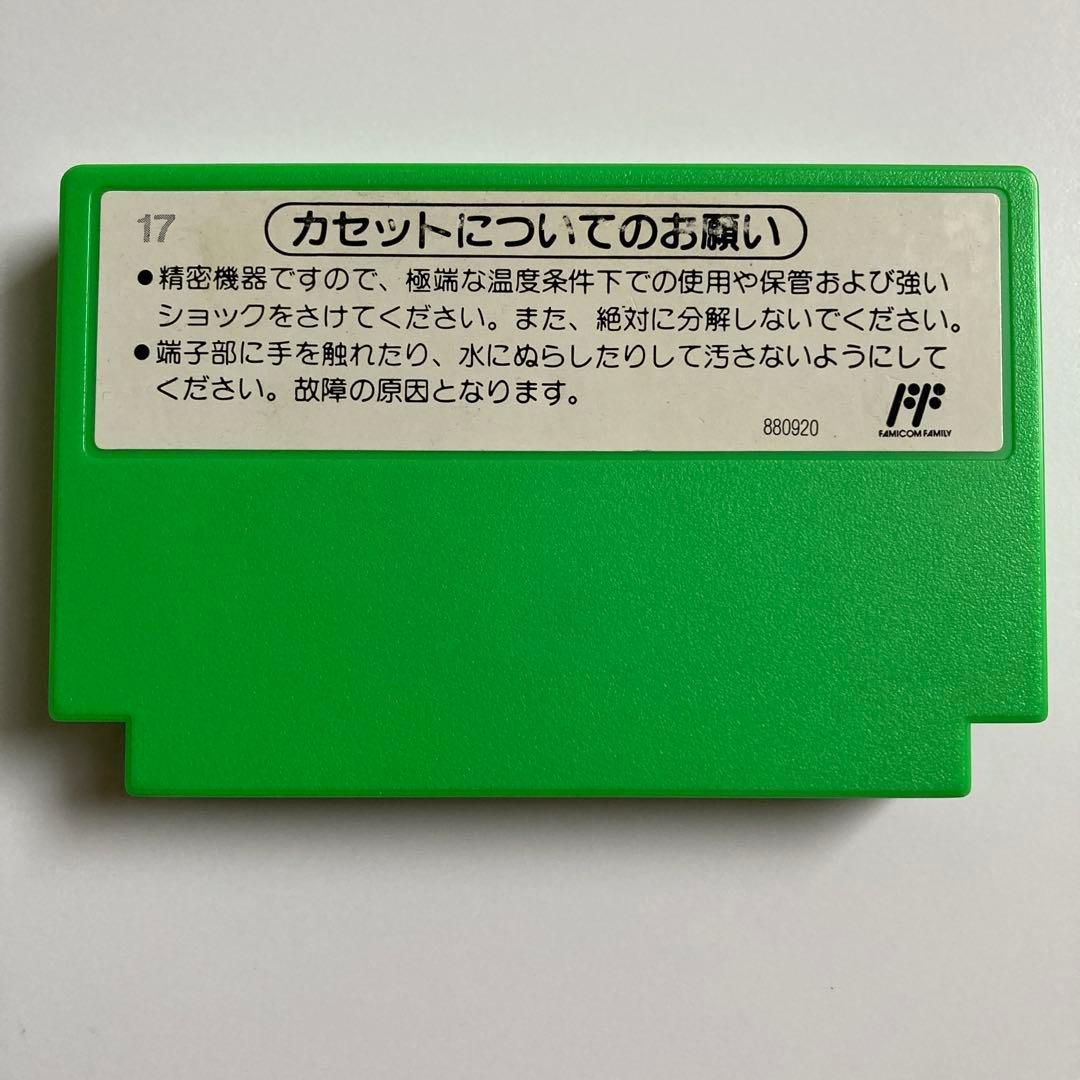 17
カセットについてのお願い
●精密機器ですので、極端な温度条件下での使用や保管および強い
ショックをさけてください。また、絶対に分解しないでください。
●端子部に手を触れたり、水にぬらしたりして汚さないようにして
ください。故障の原因となります。
880920
FAMICOM FAMILY